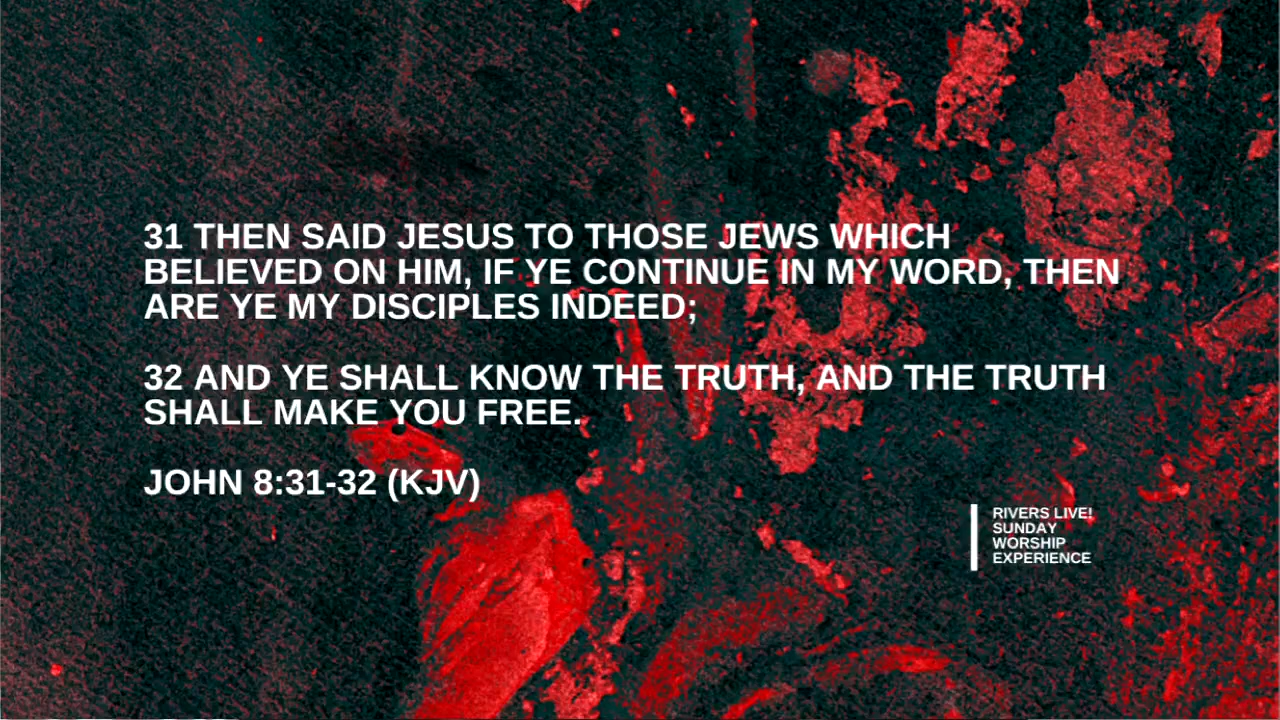 31 THEN SAID JESUS TO THOSE JEWS WHICH
BELIEVED ON HIM, IF YE CONTINUE IN MY WORD, THEN
ARE YE MY DISCIPLES INDEED;
32 AND YE SHALL KNOW THE TRUTH, AND THE TRUTH
SHALL MAKE YOU FREE.
JOHN 8:31-32 (KJV)
RIVERS LIVE!
SUNDAY
WORSHIP
EXPERIENCE